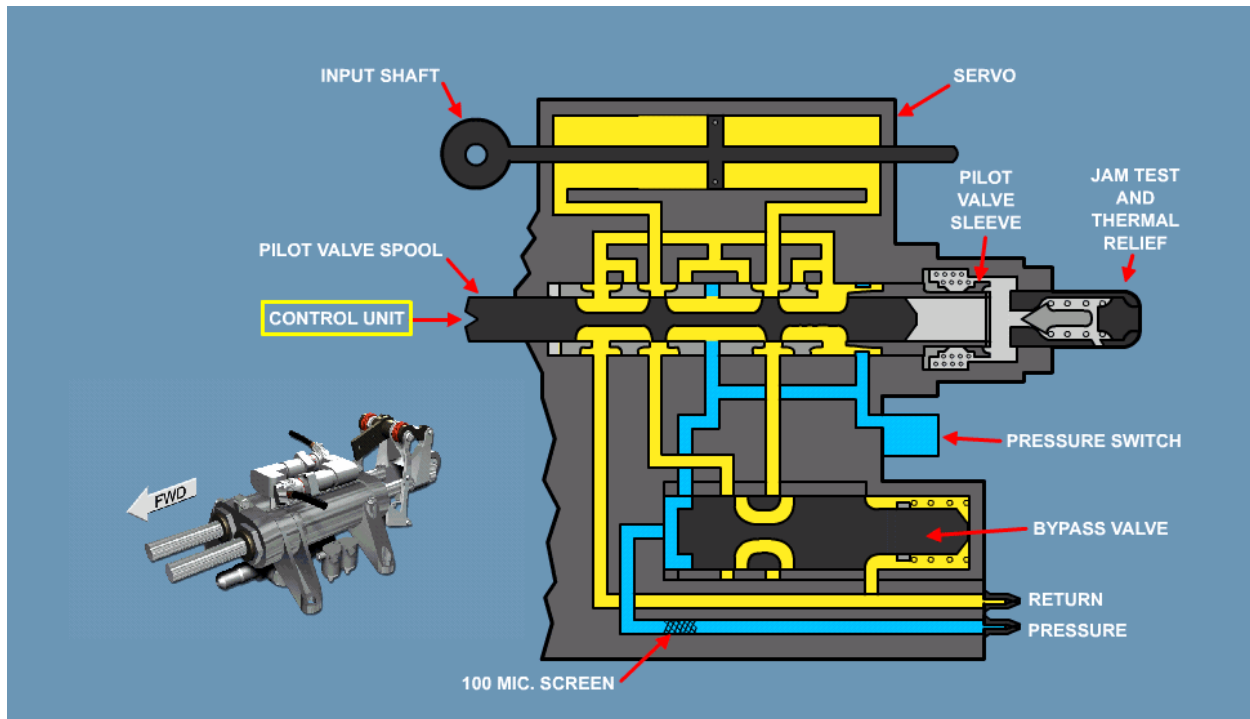 INPUT SHAFT
SERVO
PILOT
VALVE
SLEEVE
JAM TEST
AND
THERMAL
RELIEF
PILOT VALVE SPOOL
CONTROL UNIT
PRESSURE SWITCH
FWD
BYPASS VALVE
RETURN
PRESSURE
100 MIC. SCREEN